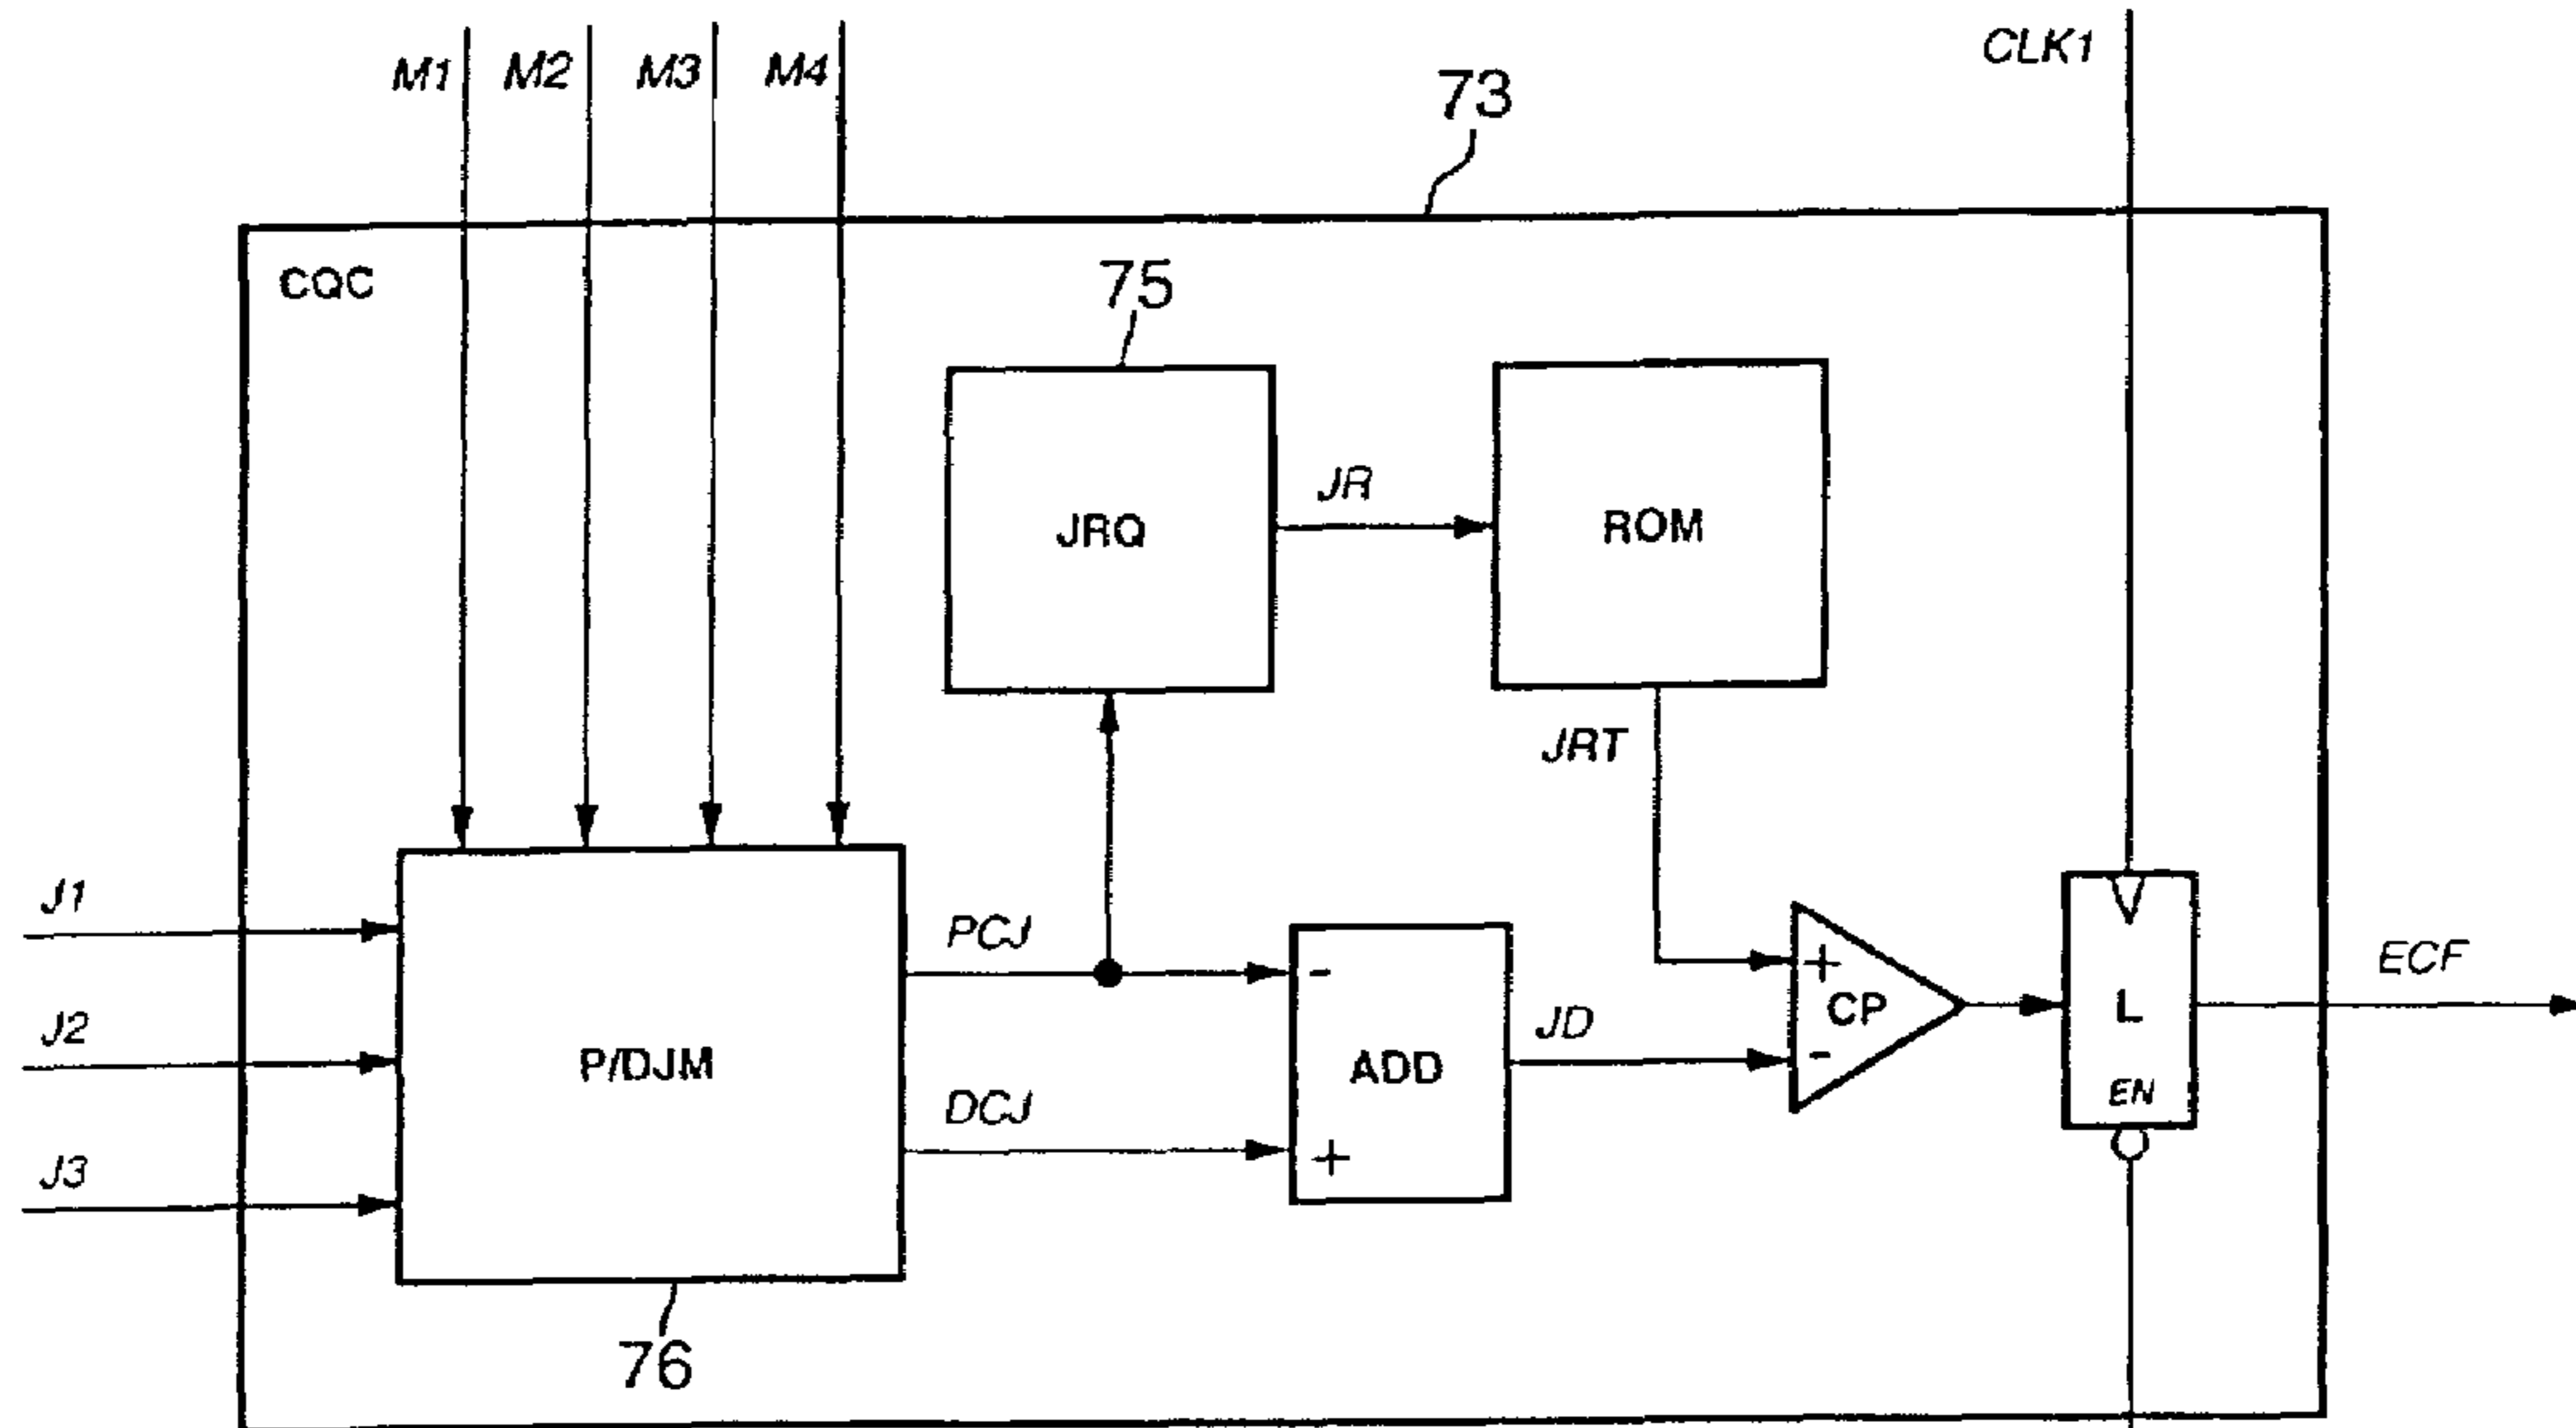 M1 M2 M3 M4 CLK1
73
CQC
75
JRQ JR ROM
JRT
J1
PCJ
+
-
CP
ECF
J2
P/DJM
ADD
JD
-
L
EN
DCJ
+
J3
76